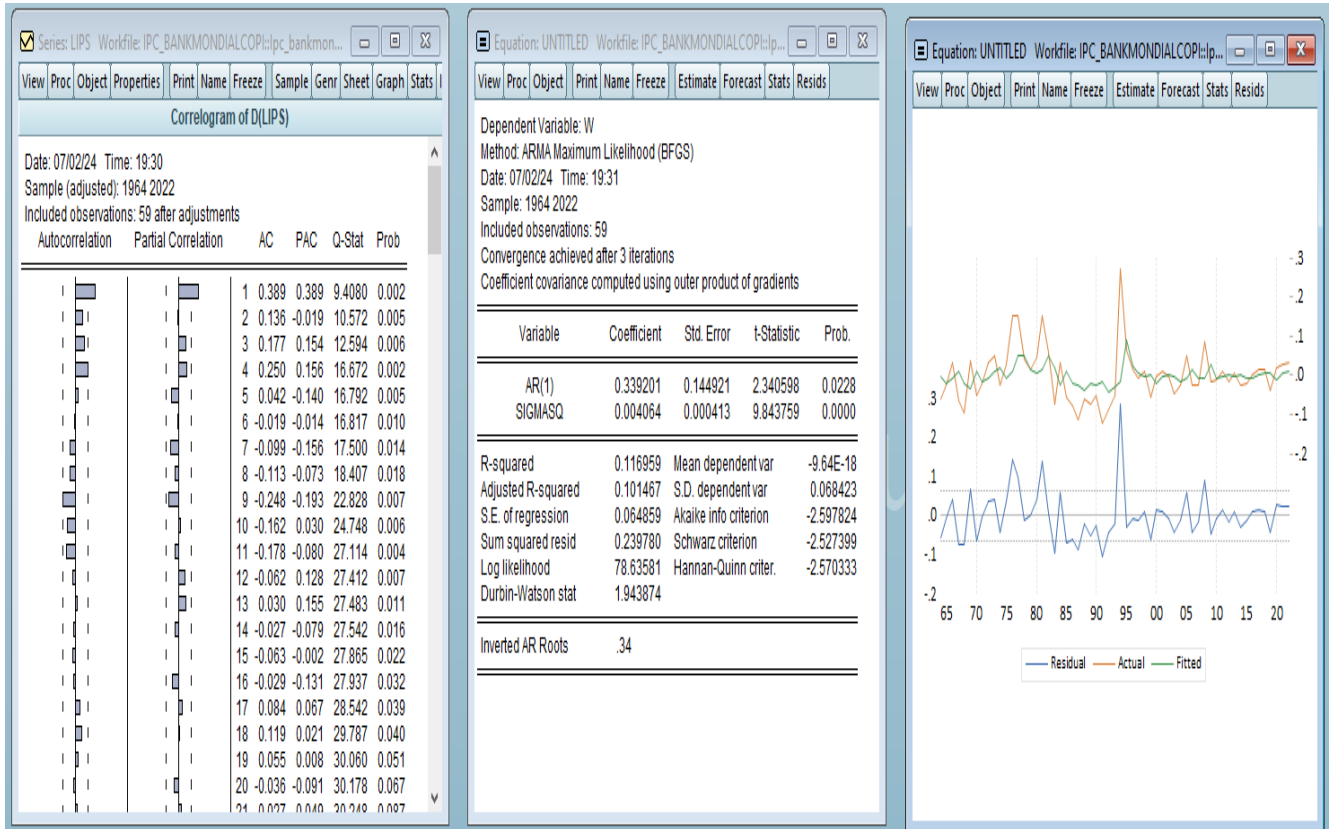 Series: LIPS Workfile: IPC_BANKMONDIALCOPI::Ipc_bankmon...
View Proc Object Properties Print Name Freeze Sample Genr Sheet Graph Stats
Correlogram of D(LIPS)
Date: 07/02/24 Time: 19:30
Sample (adjusted): 1964 2022
Included observations: 59 after adjustments
Autocorrelation Partial Correlation AC PAC Q-Stat Prob
1 0.389 0.389 9.4080 0.002
2 0.136 -0.019 10.572 0.005
3 0.177 0.154 12.594 0.006
4 0.250 0.156 16.672 0.002
5 0.042 -0.140 16.792 0.005
6 -0.019 -0.014 16.817 0.010
7 -0.099 -0.156 17.500 0.014
8 -0.113 -0.073 18.407 0.018
9 -0.248 -0.193 22.828 0.007
10 -0.162 0.030 24.748 0.006
11 -0.178 -0.080 27.114 0.004
12 -0.062 0.128 27.412 0.007
13 0.030 0.155 27.483 0.011
14 -0.027 -0.079 27.542 0.016
15 -0.063 -0.002 27.865 0.022
16 -0.029 -0.131 27.937 0.032
17 0.084 0.067 28.542 0.039
18 0.119 0.021 29.787 0.040
19 0.055 0.008 30.060 0.051
20 -0.036 -0.091 30.178 0.067
21 0.027 0.049 30.248 0.087
Equation: UNTITLED Workfile: IPC_BANKMONDIALCOPI::Ip...
View Proc Object Print Name Freeze Estimate Forecast Stats Resids
Dependent Variable: W
Method: ARMA Maximum Likelihood (BFGS)
Date: 07/02/24 Time: 19:31
Sample: 1964 2022
Included observations: 59
Convergence achieved after 3 iterations
Coefficient covariance computed using outer product of gradients
Variable Coefficient Std. Error t-Statistic Prob.
AR(1) 0.339201 0.144921 2.340598 0.0228
SIGMASQ 0.004064 0.000413 9.843759 0.0000
R-squared 0.116959 Mean dependent var -9.64E-18
Adjusted R-squared 0.101467 S.D. dependent var 0.068423
S.E. of regression 0.064859 Akaike info criterion -2.597824
Sum squared resid 0.239780 Schwarz criterion -2.527399
Log likelihood 78.63581 Hannan-Quinn criter. -2.570333
Durbin-Watson stat 1.943874
Inverted AR Roots .34
Equation: UNTITLED Workfile: IPC_BANKMONDIALCOPI::Ip...
View Proc Object Print Name Freeze Estimate Forecast Stats Resids
.3
.2
.1
.0
-.1
-.2
.3
.2
.1
.0
-.1
-.2
65 70 75 80 85 90 95 00 05 10 15 20
Residual Actual Fitted